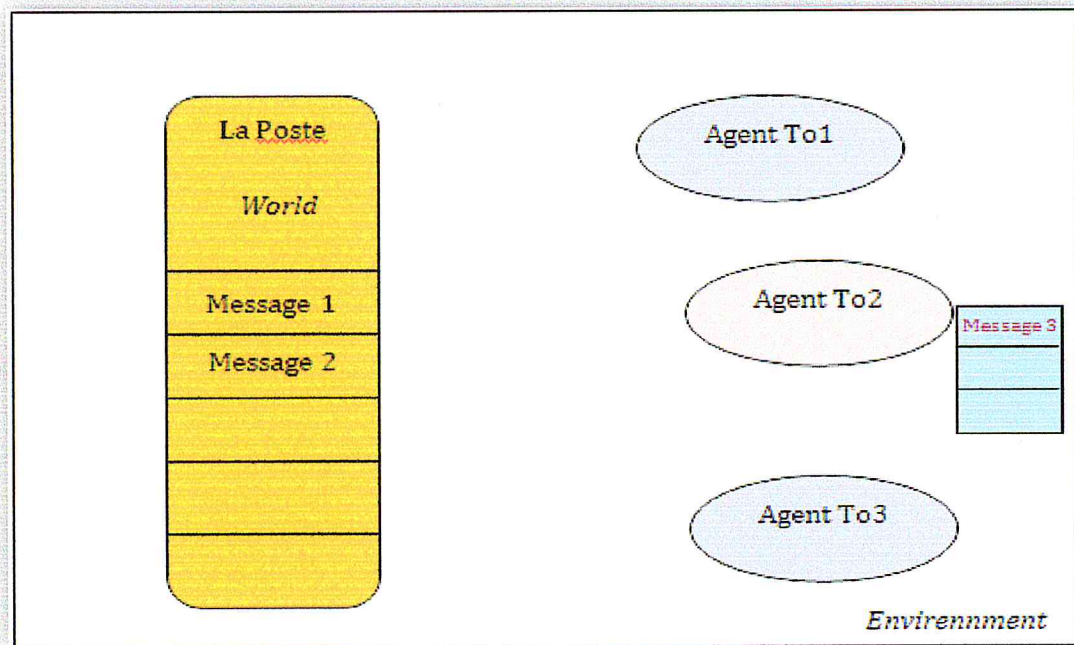 La Poste
World
Message 1
Message 2
Agent To1
Agent To2
Message 3
Agent To3
Envirennment